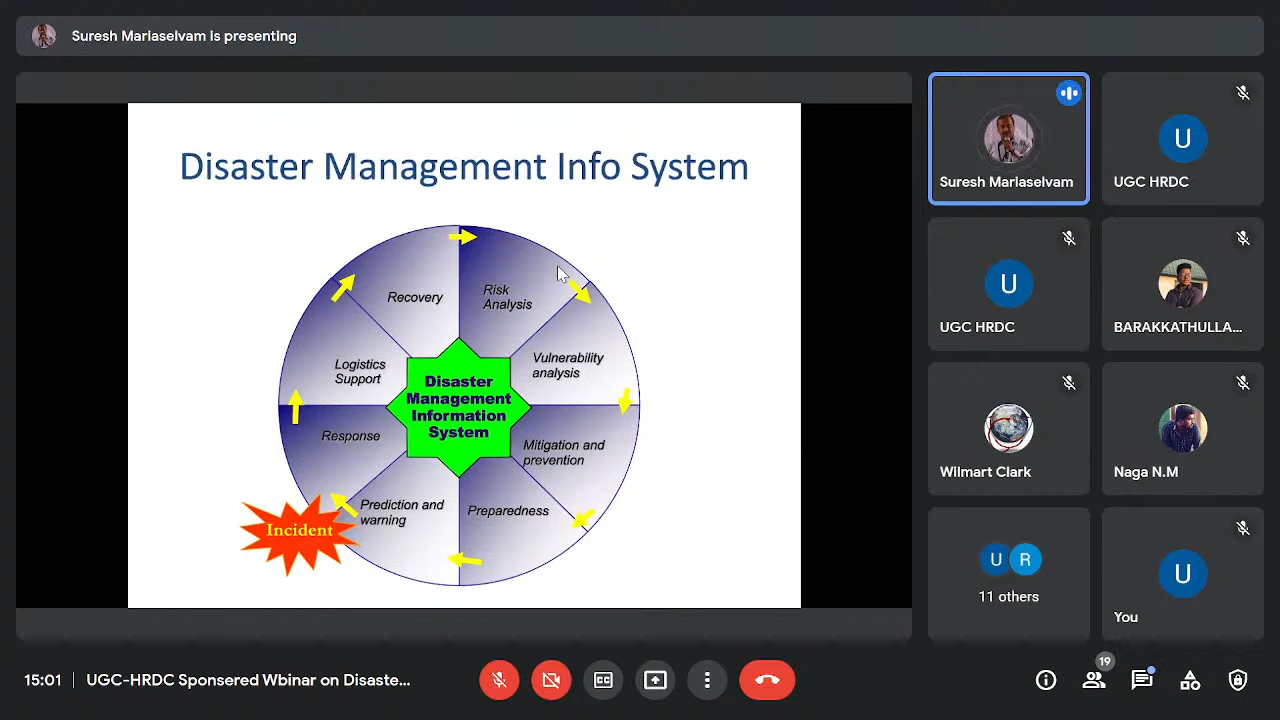 Suresh Mariaselvam is presenting
Disaster Management Info System
Recovery
Risk
Analysis
Logistics
Support
Vulnerability
analysis
Disaster
Management
Information
System
Response
Mitigation and
prevention
Prediction and
warning
Preparedness
Incident
Suresh Mariaselvam
U
UGC HRDC
U
UGC HRDC
BARAKKATHULLA...
Wilmart Clark
Naga N.M
U R
11 others
U
You
15:01 | UGC-HRDC Sponsered Wbinar on Disaste...
CC
19